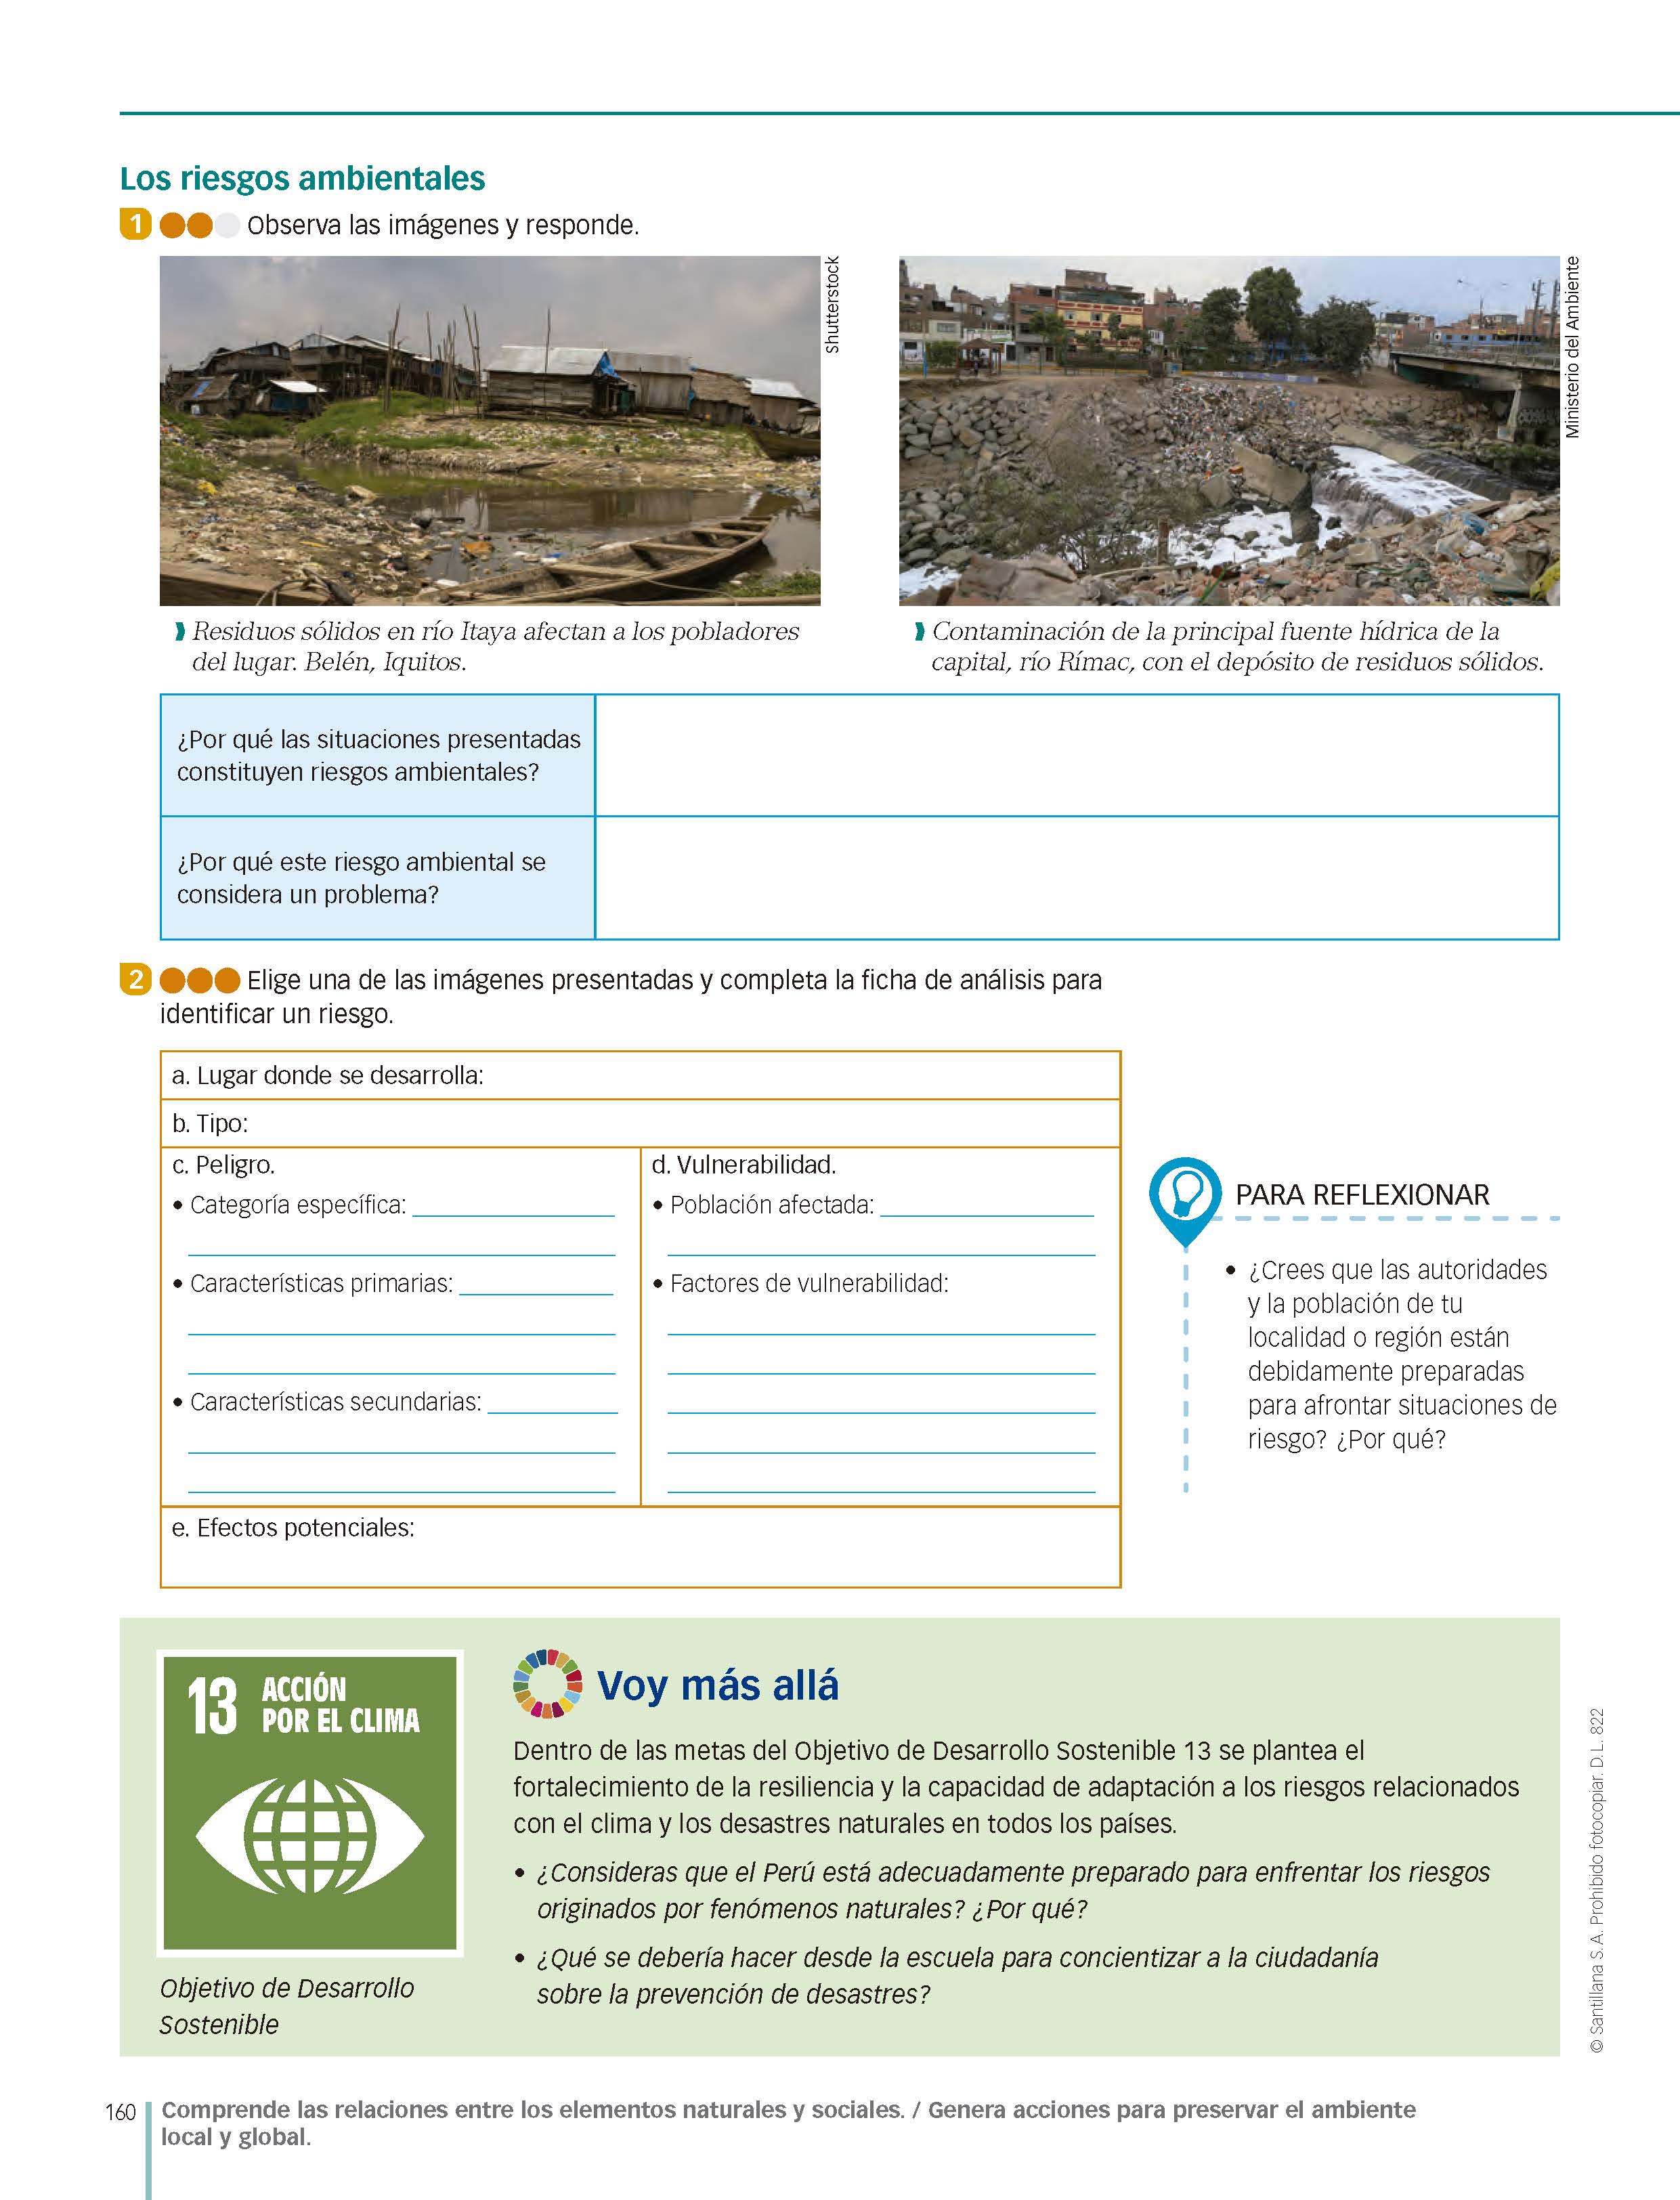 Los riesgos ambientales
1 Observa las imágenes y responde.
Shutterstock
Ministerio del Ambiente
Residuos sólidos en río Itaya afectan a los pobladores
del lugar. Belén, Iquitos.
Contaminación de la principal fuente hídrica de la
capital, río Rímac, con el depósito de residuos sólidos.
¿Por qué las situaciones presentadas
constituyen riesgos ambientales?
¿Por qué este riesgo ambiental se
considera un problema?
2 Elige una de las imágenes presentadas y completa la ficha de análisis para
identificar un riesgo.
a. Lugar donde se desarrolla:
b. Tipo:
c. Peligro.
• Categoría específica:
• Características primarias:
• Características secundarias:
d. Vulnerabilidad.
• Población afectada:
• Factores de vulnerabilidad:
e. Efectos potenciales:
PARA REFLEXIONAR
• ¿Crees que las autoridades
y la población de tu
localidad o región están
debidamente preparadas
para afrontar situaciones de
riesgo? ¿Por qué?
13 ACCIÓN
POR EL CLIMA
Objetivo de Desarrollo
Sostenible
Voy más allá
Dentro de las metas del Objetivo de Desarrollo Sostenible 13 se plantea el
fortalecimiento de la resiliencia y la capacidad de adaptación a los riesgos relacionados
con el clima y los desastres naturales en todos los países.
• ¿Consideras que el Perú está adecuadamente preparado para enfrentar los riesgos
originados por fenómenos naturales? ¿Por qué?
• ¿Qué se debería hacer desde la escuela para concientizar a la ciudadanía
sobre la prevención de desastres?
© Santillana S.A. Prohibido fotocopiar. D.L. 822
160
Comprende las relaciones entre los elementos naturales y sociales. / Genera acciones para preservar el ambiente
local y global.